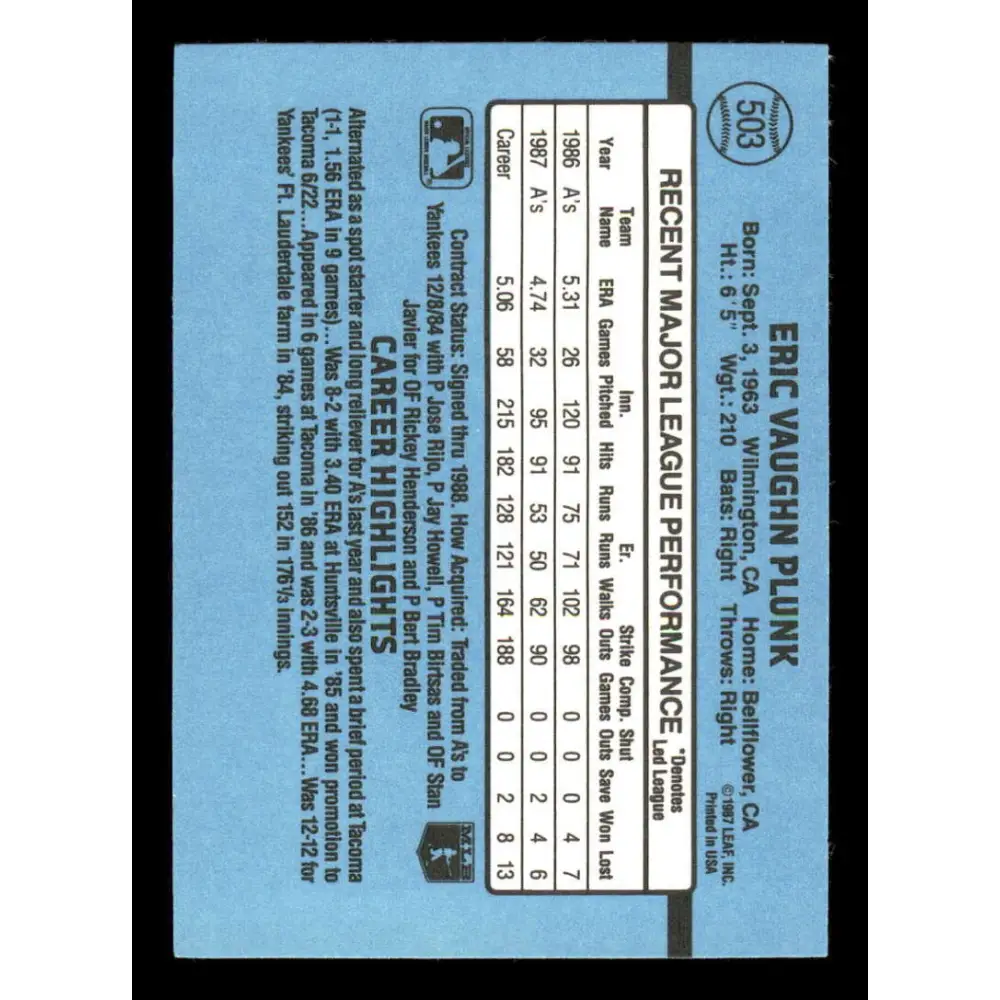 503
ERIC VAUGHN PLUNK
Born: Sept. 3, 1963 Wilmington, CA Home: Bellflower, CA
Ht.: 6'5" Wgt.: 210 Bats: Right Throws: Right
©1987 LEAF, INC.
Printed in USA
RECENT MAJOR LEAGUE PERFORMANCE *Denotes Led League
Team Inn. Er. Strike Comp. Shut
Year Name ERA Games Pitched Hits Runs Runs Walks Outs Games Outs Save Won Lost
1986 A's 5.31 26 120 91 75 71 102 98 0 0 0 4 7
1987 A's 4.74 32 95 91 53 50 62 90 0 0 2 4 6
Career 5.06 58 215 182 128 121 164 188 0 0 2 8 13
Contract Status: Signed thru 1988. How Acquired: Traded from A's to
Yankees 12/8/84 with P Jose Rijo, P Jay Howell, P Tim Birtsas and OF Stan
Javier for OF Rickey Henderson and P Bert Bradley
MLB
CAREER HIGHLIGHTS
Alternated as a spot starter and long reliever for A's last year and also spent a brief period at Tacoma
(1-1, 1.56 ERA in 9 games)...Was 8-2 with 3.40 ERA at Huntsville in '85 and won promotion to
Tacoma 6/22...Appeared in 6 games at Tacoma in '86 and was 2-3 with 4.68 ERA...Was 12-12 for
Yankees' Ft. Lauderdale farm in '84, striking out 152 in 176⅓ innings.